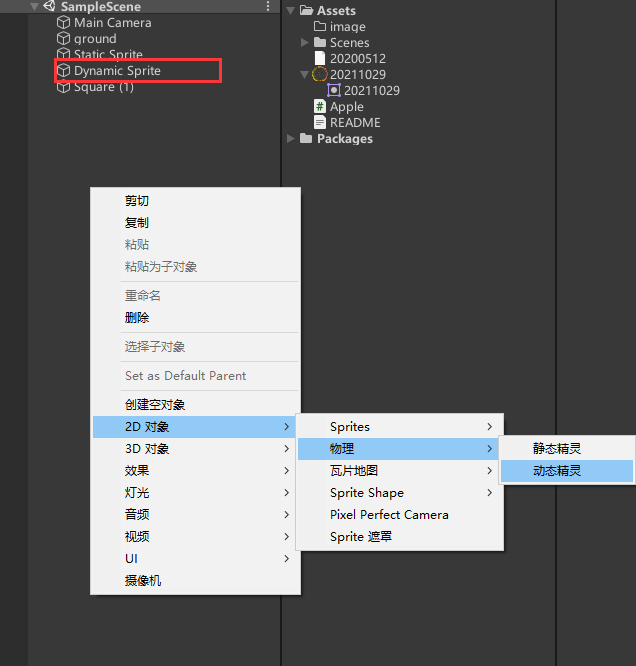 SampleScene
Main Camera
ground
Static Sprite
Dynamic Sprite
Square (1)
Assets
image
Scenes
20200512
20211029
20211029
Apple
README
Packages
剪切
复制
粘贴
粘贴为子对象
重命名
删除
选择子对象
Set as Default Parent
创建空对象
2D 对象
3D 对象
效果
灯光
音频
视频
UI
摄像机
Sprites
物理
瓦片地图
Sprite Shape
Pixel Perfect Camera
Sprite 遮罩
静态精灵
动态精灵